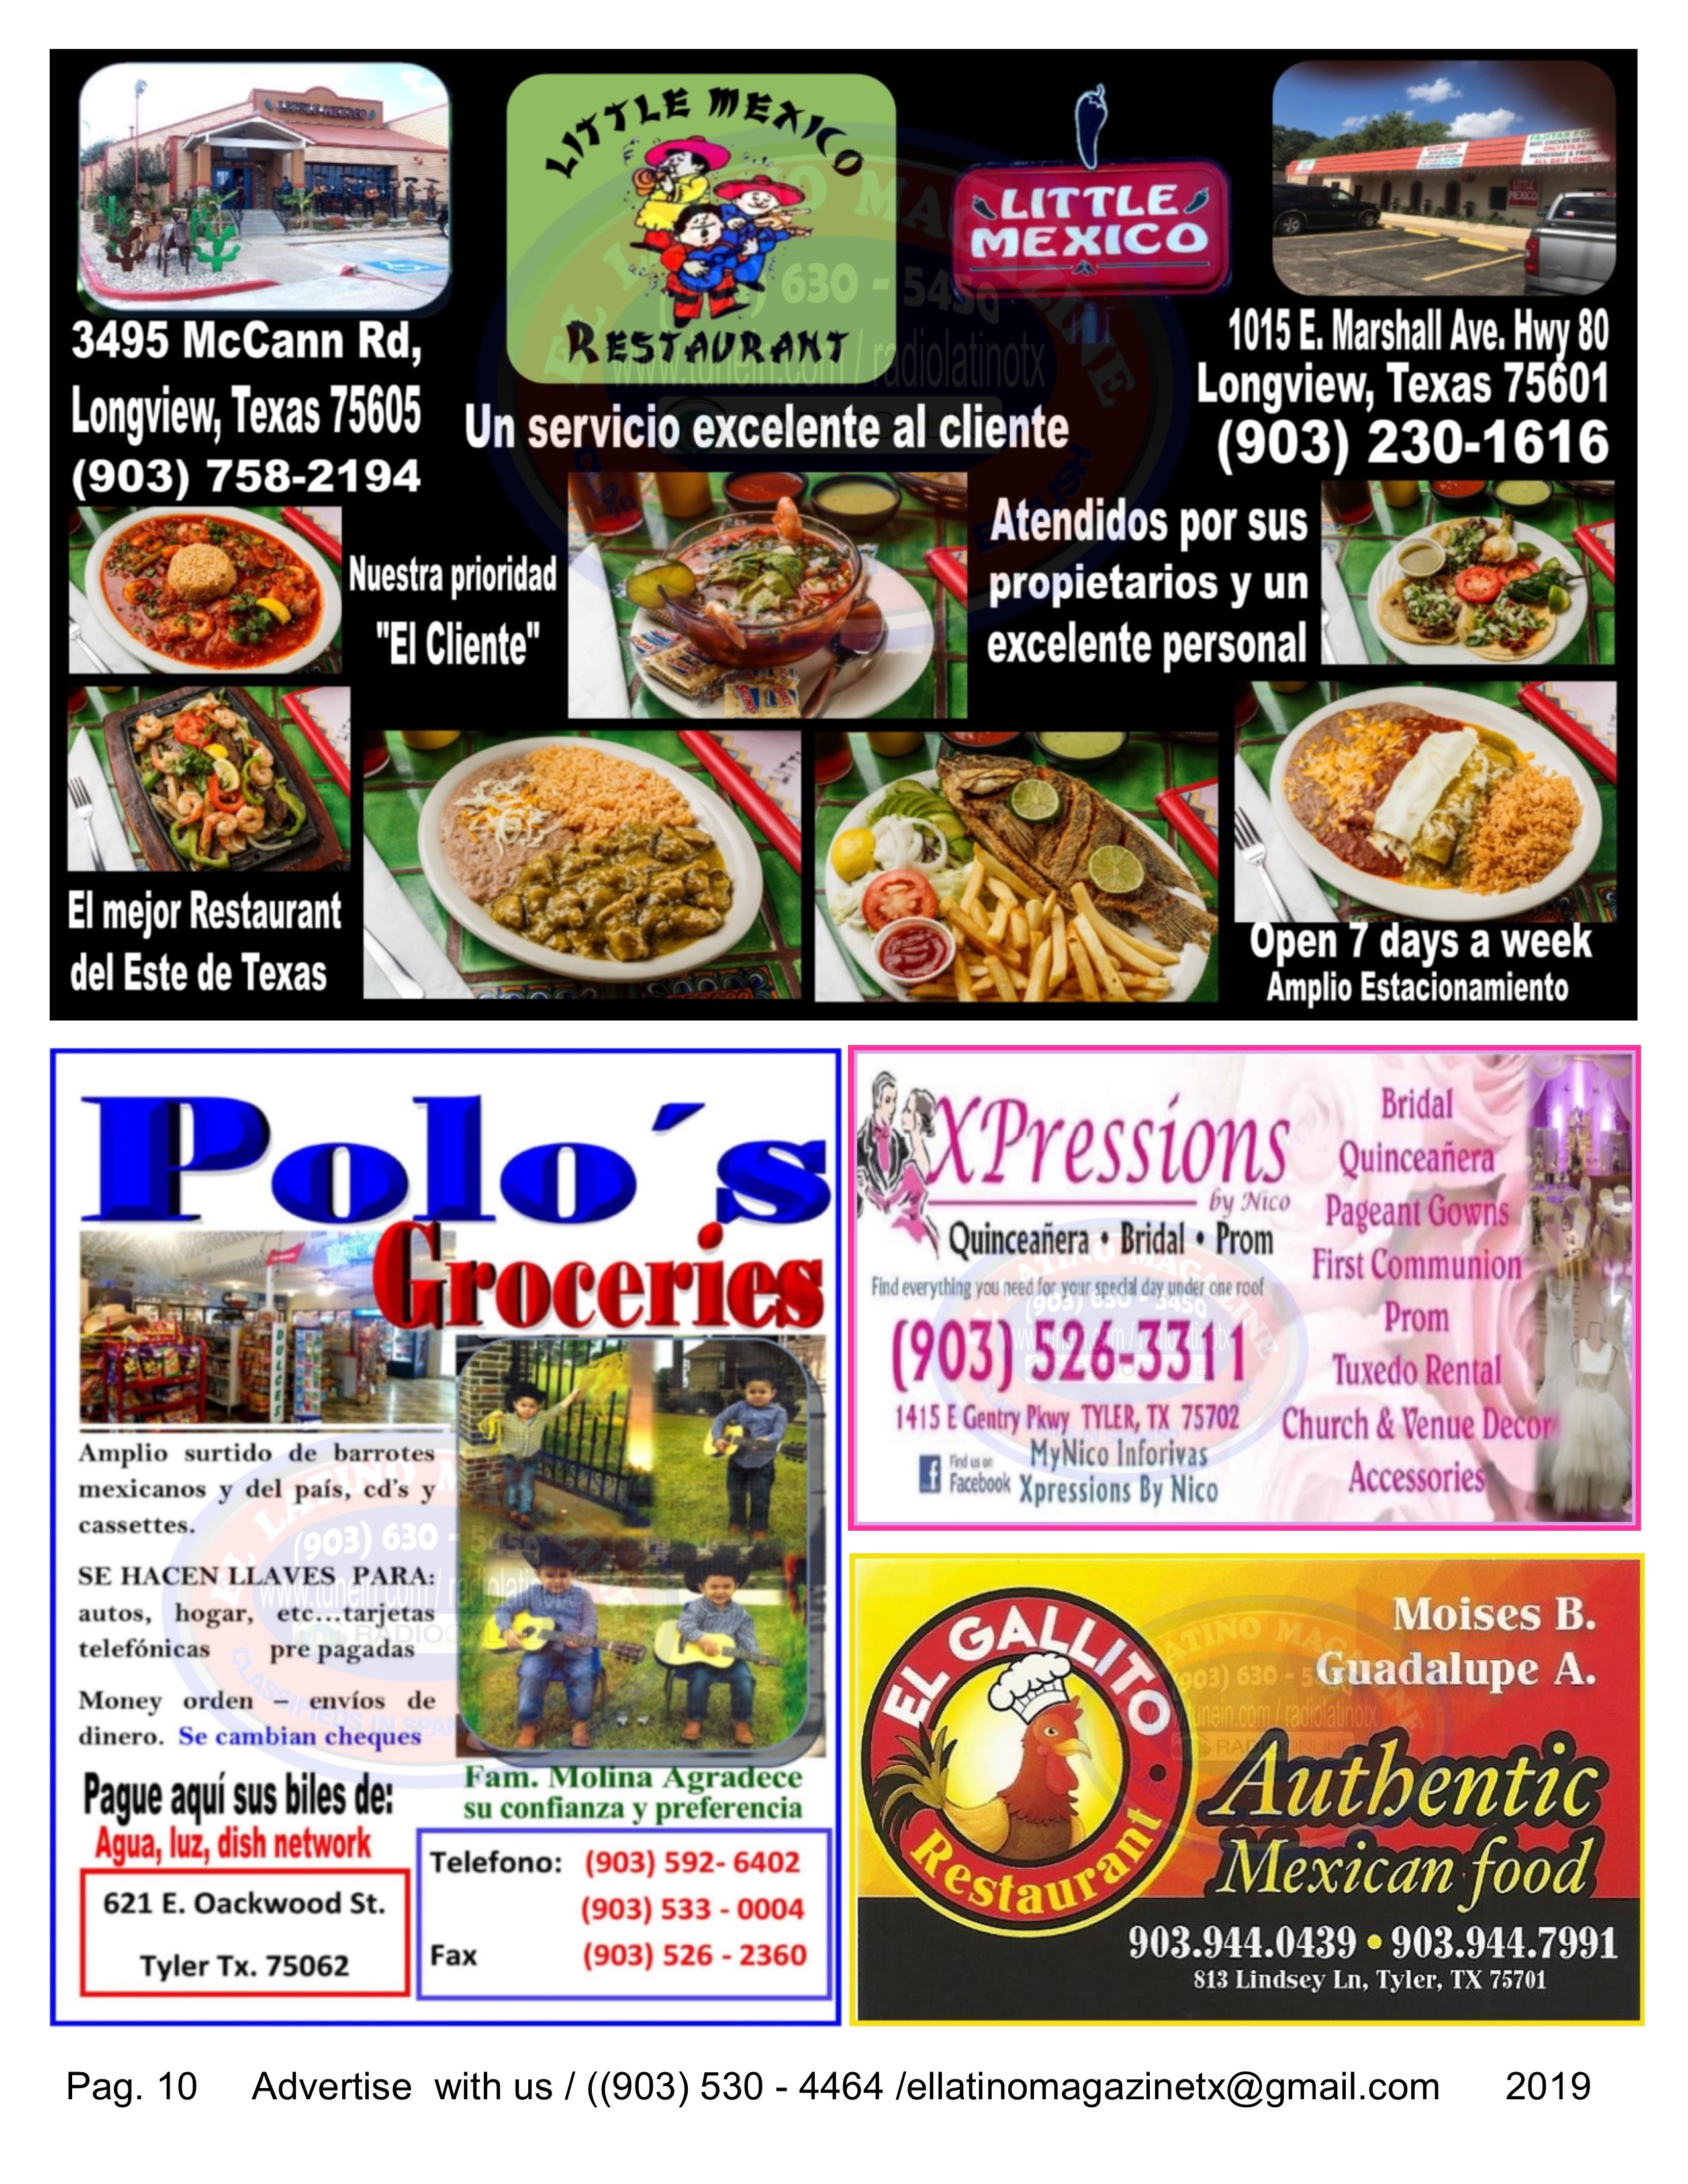 LITTLE MEXICO
RESTAURANT
LITTLE
MEXICO
3495 McCann Rd,
Longview, Texas 75605
(903) 758-2194
1015 E. Marshall Ave. Hwy 80
Longview, Texas 75601
(903) 230-1616
Un servicio excelente al cliente
Nuestra prioridad
"El Cliente"
Atendidos por sus
propietarios y un
excelente personal
El mejor Restaurant
del Este de Texas
Open 7 days a week
Amplio Estacionamiento
Polo´s
Groceries
DULCES
Amplio surtido de barrotes
mexicanos y del país, cd's y
cassettes.
SE HACEN LLAVES PARA:
autos, hogar, etc...tarjetas
telefónicas pre pagadas
Money orden – envíos de
dinero. Se cambian cheques
Pague aquí sus biles de:
Agua, luz, dish network
621 E. Oackwood St.
Tyler Tx. 75062
Fam. Molina Agradece
su confianza y preferencia
Telefono: (903) 592- 6402
(903) 533 - 0004
Fax (903) 526 - 2360
XPressions
by Nico
Quinceañera • Bridal • Prom
Find everything you need for your special day under one roof
(903) 526-3311
1415 E Gentry Pkwy TYLER, TX 75702
Find us on
Facebook
MyNico Inforivas
Xpressions By Nico
Bridal
Quinceañera
Pageant Gowns
First Communion
Prom
Tuxedo Rental
Church & Venue Decor
Accessories
EL GALLITO
Restaurant
Moises B.
Guadalupe A.
Authentic
Mexican food
903.944.0439 • 903.944.7991
813 Lindsey Ln, Tyler, TX 75701
Pag. 10 Advertise with us / ((903) 530 - 4464 /ellatinomagazinetx@gmail.com 2019